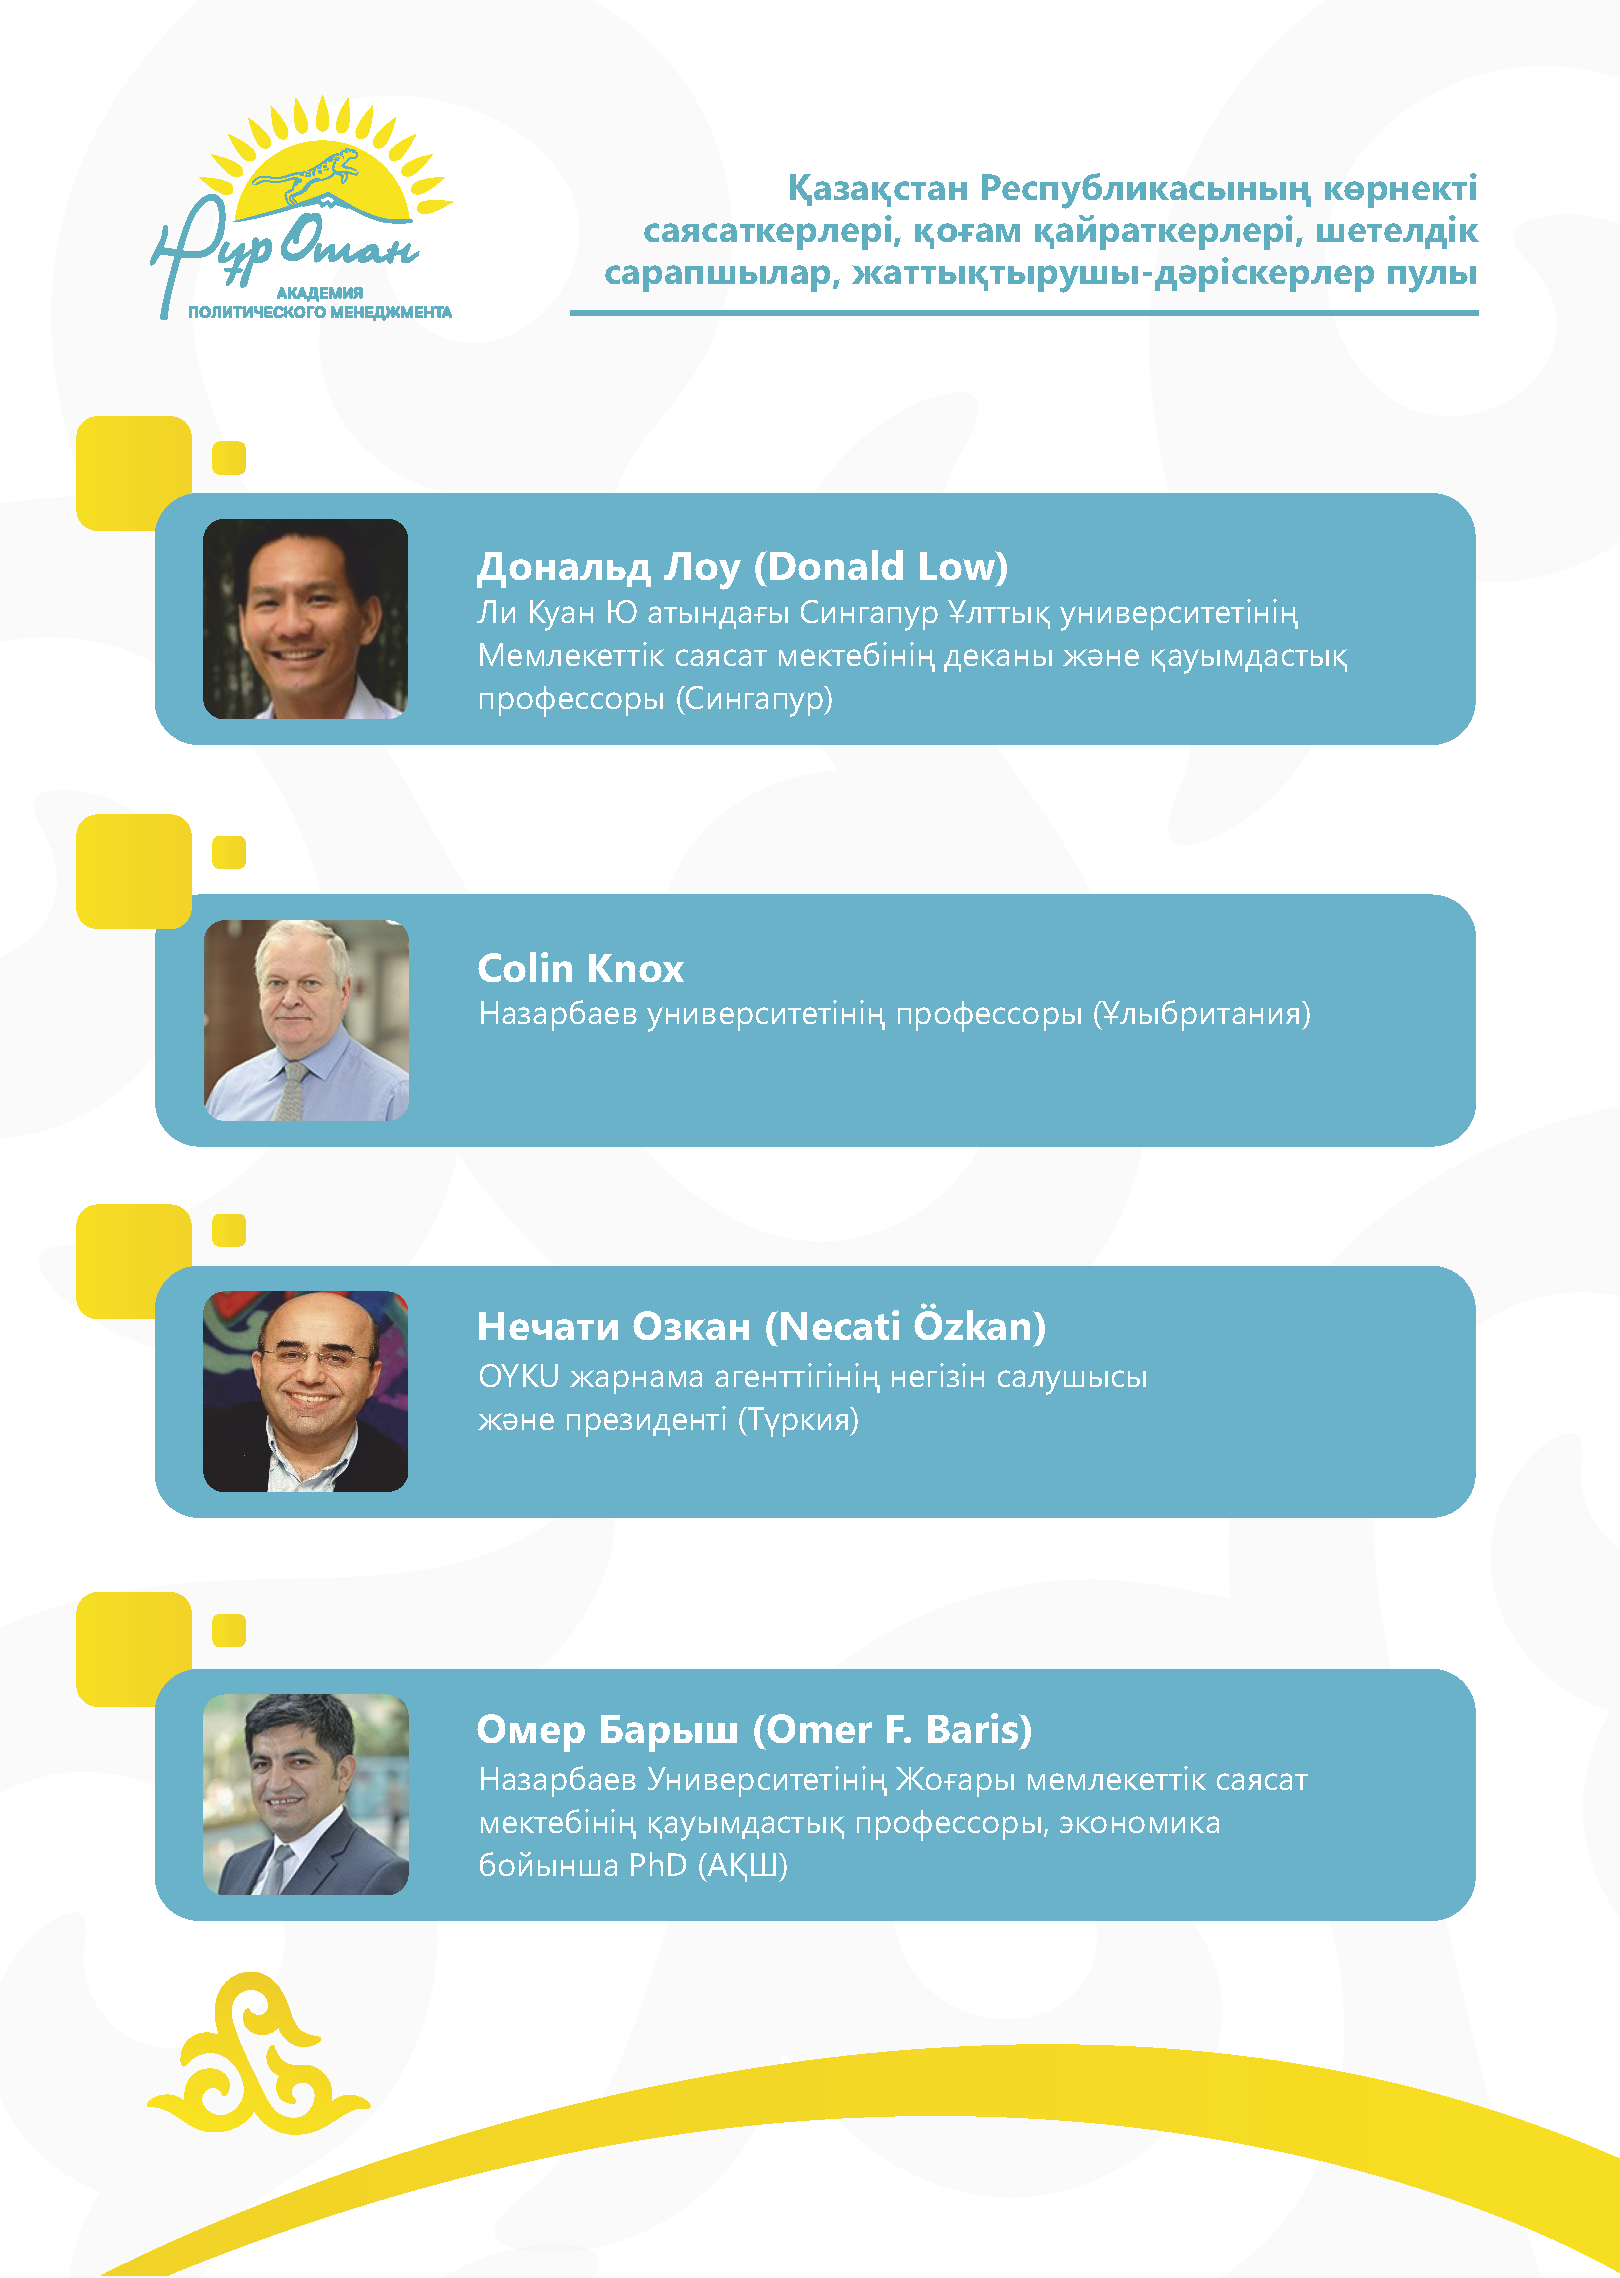 Нұр Отан
АКАДЕМИЯ
ПОЛИТИЧЕСКОГО МЕНЕДЖМЕНТА
Қазақстан Республикасының көрнекті
саясаткерлері, қоғам қайраткерлері, шетелдік
сарапшылар, жаттықтырушы-дәріскерлер пулы
Дональд Лоу (Donald Low)
Ли Куан Ю атындағы Сингапур Ұлттық университетінің
Мемлекеттік саясат мектебінің деканы және қауымдастық
профессоры (Сингапур)
Colin Knox
Назарбаев университетінің профессоры (Ұлыбритания)
Нечати Озкан (Necati Özkan)
OYKU жарнама агенттігінің негізін салушысы
және президенті (Түркия)
Омер Барыш (Omer F. Baris)
Назарбаев Университетінің Жоғары мемлекеттік саясат
мектебінің қауымдастық профессоры, экономика
бойынша PhD (АҚШ)